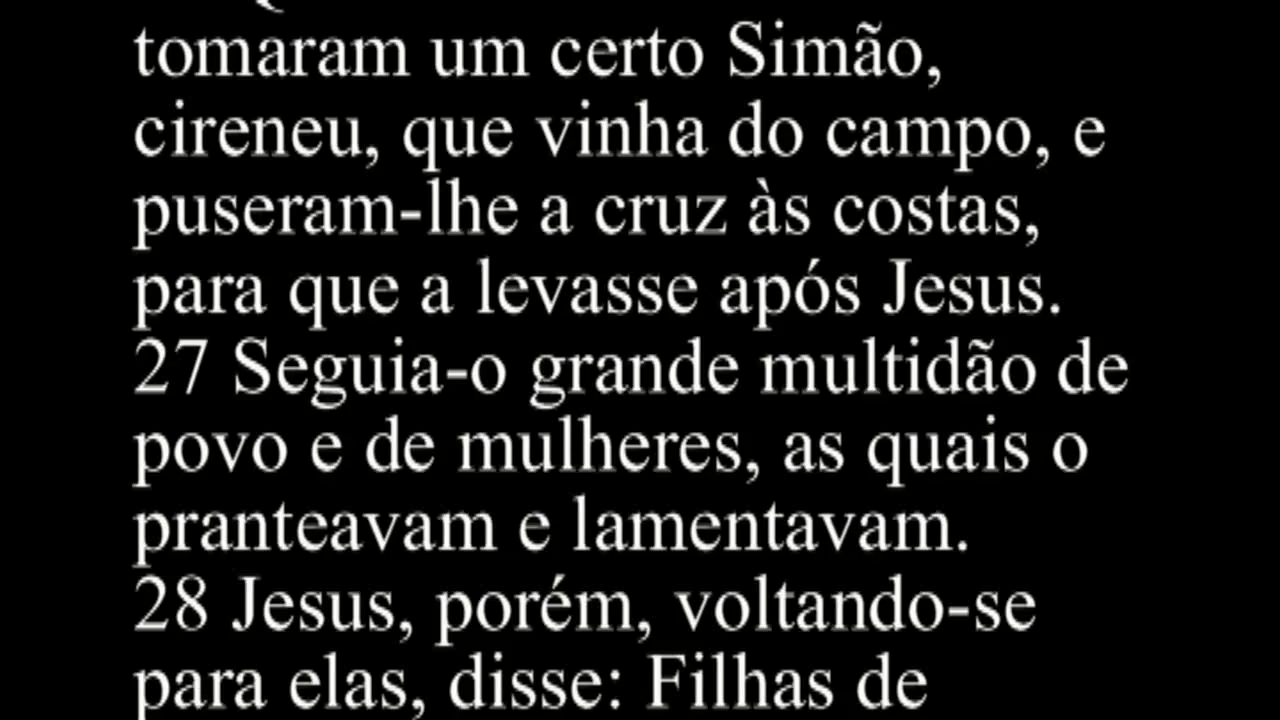 tomaram um certo Simão,
cireneu, que vinha do campo, e
puseram-lhe a cruz às costas,
para que a levasse após Jesus.
27 Seguia-o grande multidão de
povo e de mulheres, as quais o
pranteavam e lamentavam.
28 Jesus, porém, voltando-se
para elas, disse: Filhas de